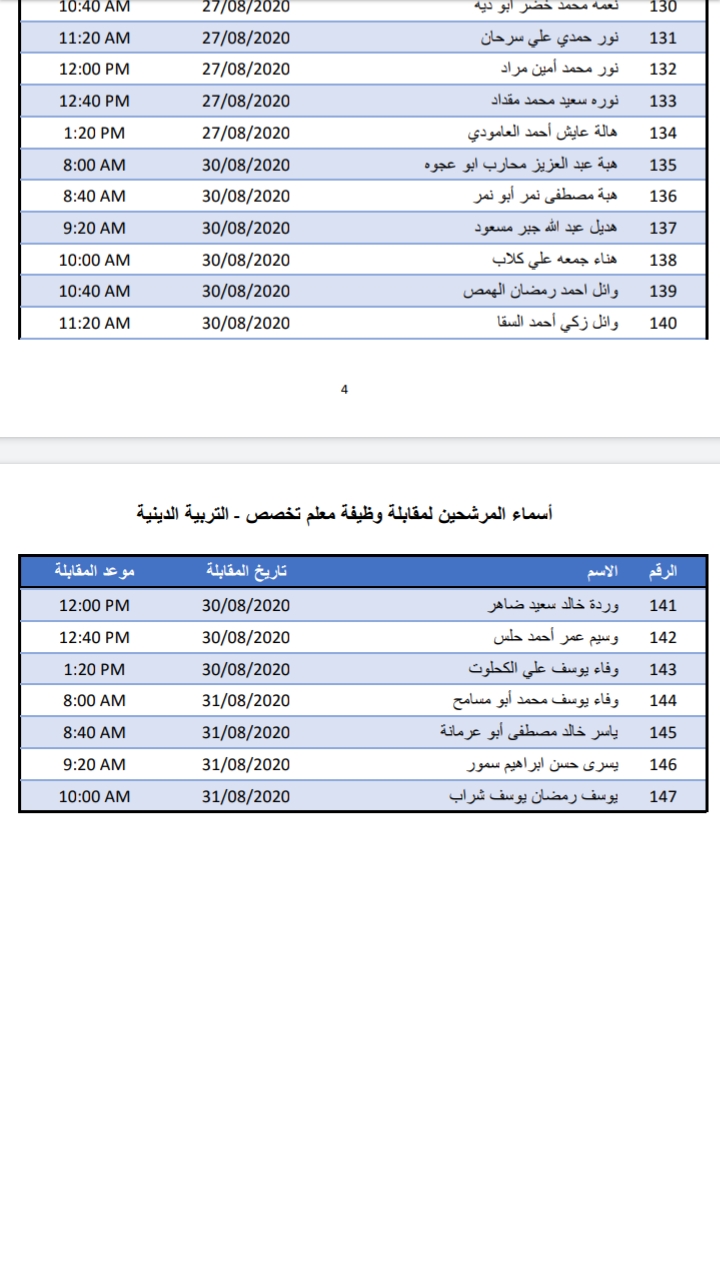 130 نعمة محمد خضر ابو دية 27/08/2020 10:40 AM
131 نور حمدي علي سرحان 27/08/2020 11:20 AM
132 نور محمد أمين مراد 27/08/2020 12:00 PM
133 نوره سعيد محمد مقداد 27/08/2020 12:40 PM
134 هالة عايش أحمد العامودي 27/08/2020 1:20 PM
135 هبة عبد العزيز محارب ابو عجوه 30/08/2020 8:00 AM
136 هبة مصطفى نمر أبو نمر 30/08/2020 8:40 AM
137 هديل عبد الله جبر مسعود 30/08/2020 9:20 AM
138 هناء جمعه علي كلاب 30/08/2020 10:00 AM
139 وائل احمد رمضان الهمص 30/08/2020 10:40 AM
140 وائل زكي أحمد السقا 30/08/2020 11:20 AM
4
أسماء المرشحين لمقابلة وظيفة معلم تخصص - التربية الدينية
الرقم الاسم تاريخ المقابلة موعد المقابلة
141 وردة خالد سعيد ضاهر 30/08/2020 12:00 PM
142 وسيم عمر أحمد حلس 30/08/2020 12:40 PM
143 وفاء يوسف علي الكحلوت 30/08/2020 1:20 PM
144 وفاء يوسف محمد أبو مسامح 31/08/2020 8:00 AM
145 ياسر خالد مصطفى أبو عرمانة 31/08/2020 8:40 AM
146 يسرى حسن ابراهيم سمور 31/08/2020 9:20 AM
147 يوسف رمضان يوسف شراب 31/08/2020 10:00 AM